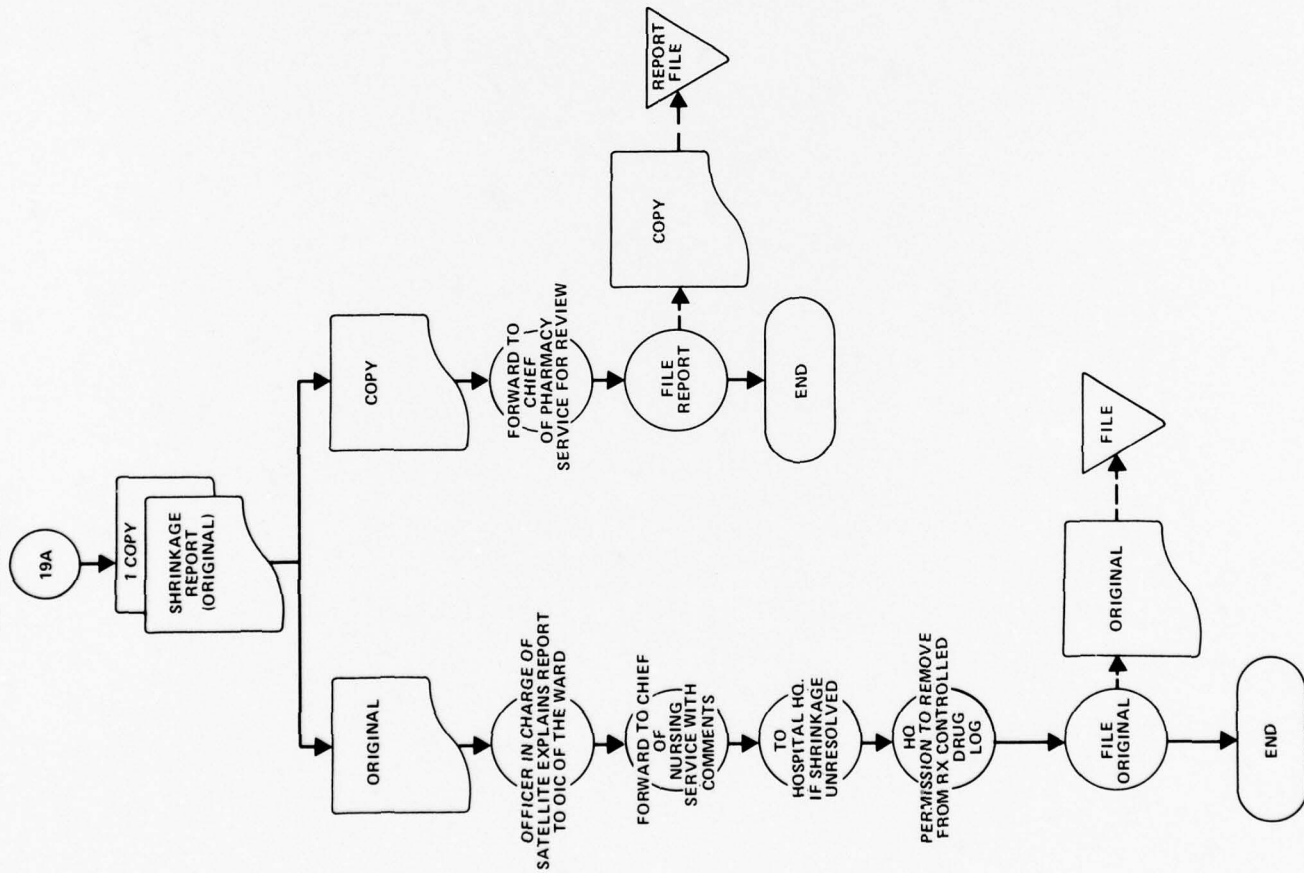 19A
1 COPY
SHRINKAGE
REPORT
(ORIGINAL)
ORIGINAL
OFFICER IN CHARGE OF
SATELLITE EXPLAINS REPORT
TO OIC OF THE WARD
FORWARD TO CHIEF
OF
NURSING
SERVICE WITH
COMMENTS
TO
HOSPITAL HQ.
IF SHRINKAGE
UNRESOLVED
HQ
PERMISSION TO REMOVE
FROM RX CONTROLLED
DRUG
LOG
FILE
ORIGINAL
ORIGINAL
FILE
END
COPY
FORWARD TO
CHIEF
OF PHARMACY
SERVICE FOR REVIEW
FILE
REPORT
COPY
REPORT
FILE
END